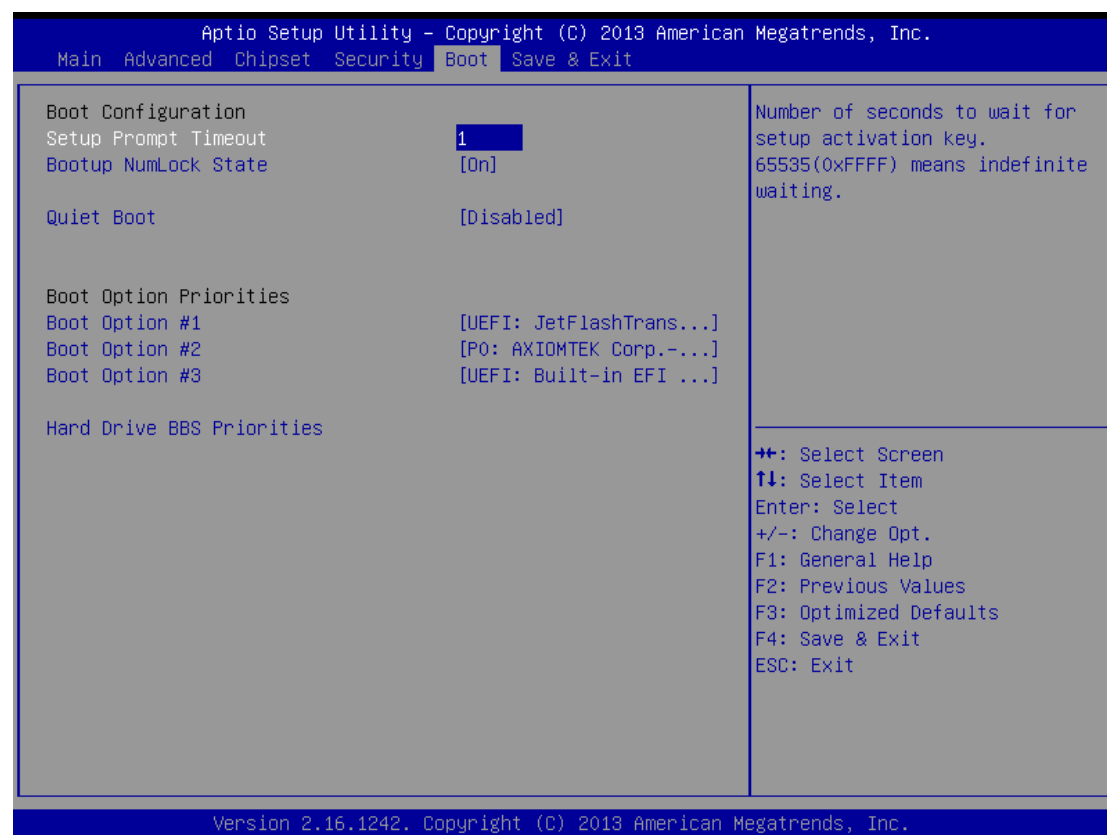 Aptio Setup Utility – Copyright (C) 2013 American Megatrends, Inc.
Main Advanced Chipset Security Boot Save & Exit
Boot Configuration
Setup Prompt Timeout 1
Bootup NumLock State [On]
Quiet Boot [Disabled]
Boot Option Priorities
Boot Option #1 [UEFI: JetFlashTrans...]
Boot Option #2 [P0: AXIOMTEK Corp.-...]
Boot Option #3 [UEFI: Built-in EFI ...]
Hard Drive BBS Priorities
Number of seconds to wait for
setup activation key.
65535(0xFFFF) means indefinite
waiting.
→←: Select Screen
↑↓: Select Item
Enter: Select
+/-: Change Opt.
F1: General Help
F2: Previous Values
F3: Optimized Defaults
F4: Save & Exit
ESC: Exit
Version 2.16.1242. Copyright (C) 2013 American Megatrends, Inc.